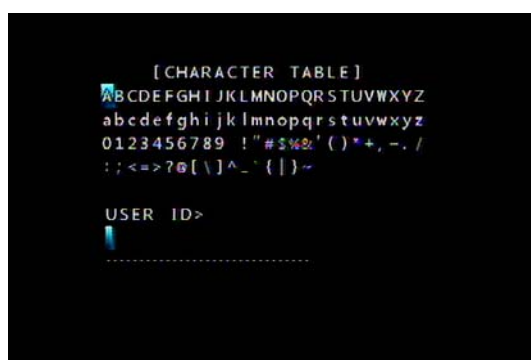 [CHARACTER TABLE]
ABCDEFGHIJKLMNOPQRSTUVWXYZ
abcdefghijklmnopqrstuvwxyz
0123456789 !"#$%&'()*+,-./
:;<=>?@[\]^_`{|}~
USER ID>